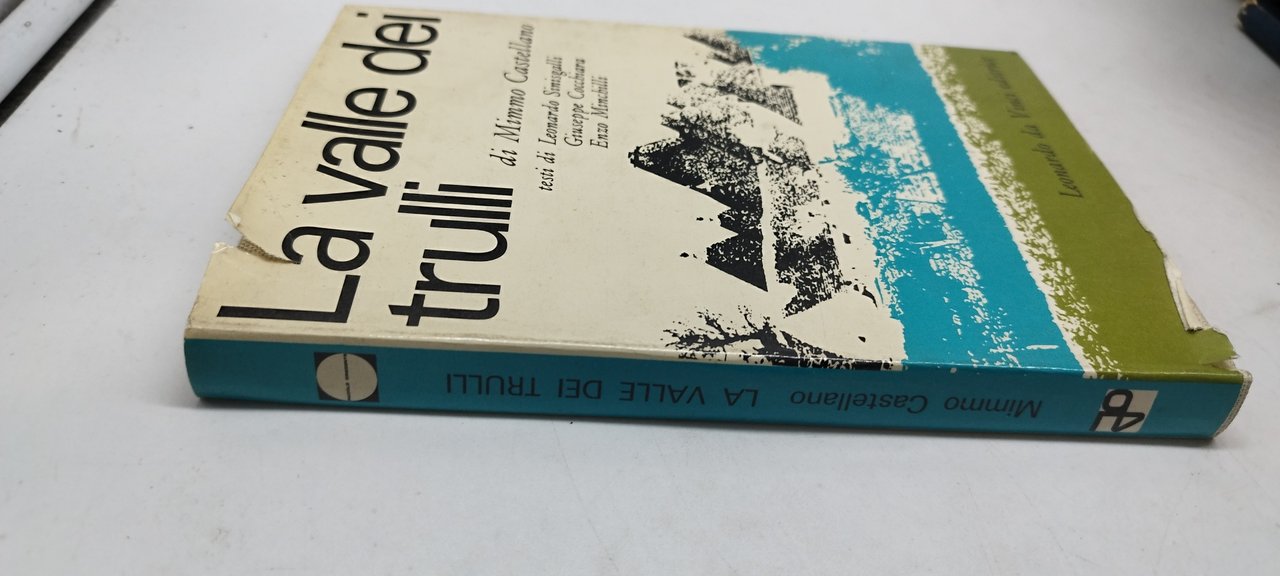 La valle dei
trulli
di Mimmo Castellano
testi di Leonardo Sinisgalli
Giuseppe Cocchiara
Enzo Minchilli
Leonardo da Vinci editrice
Mimmo Castellano LA VALLE DEI TRULLI